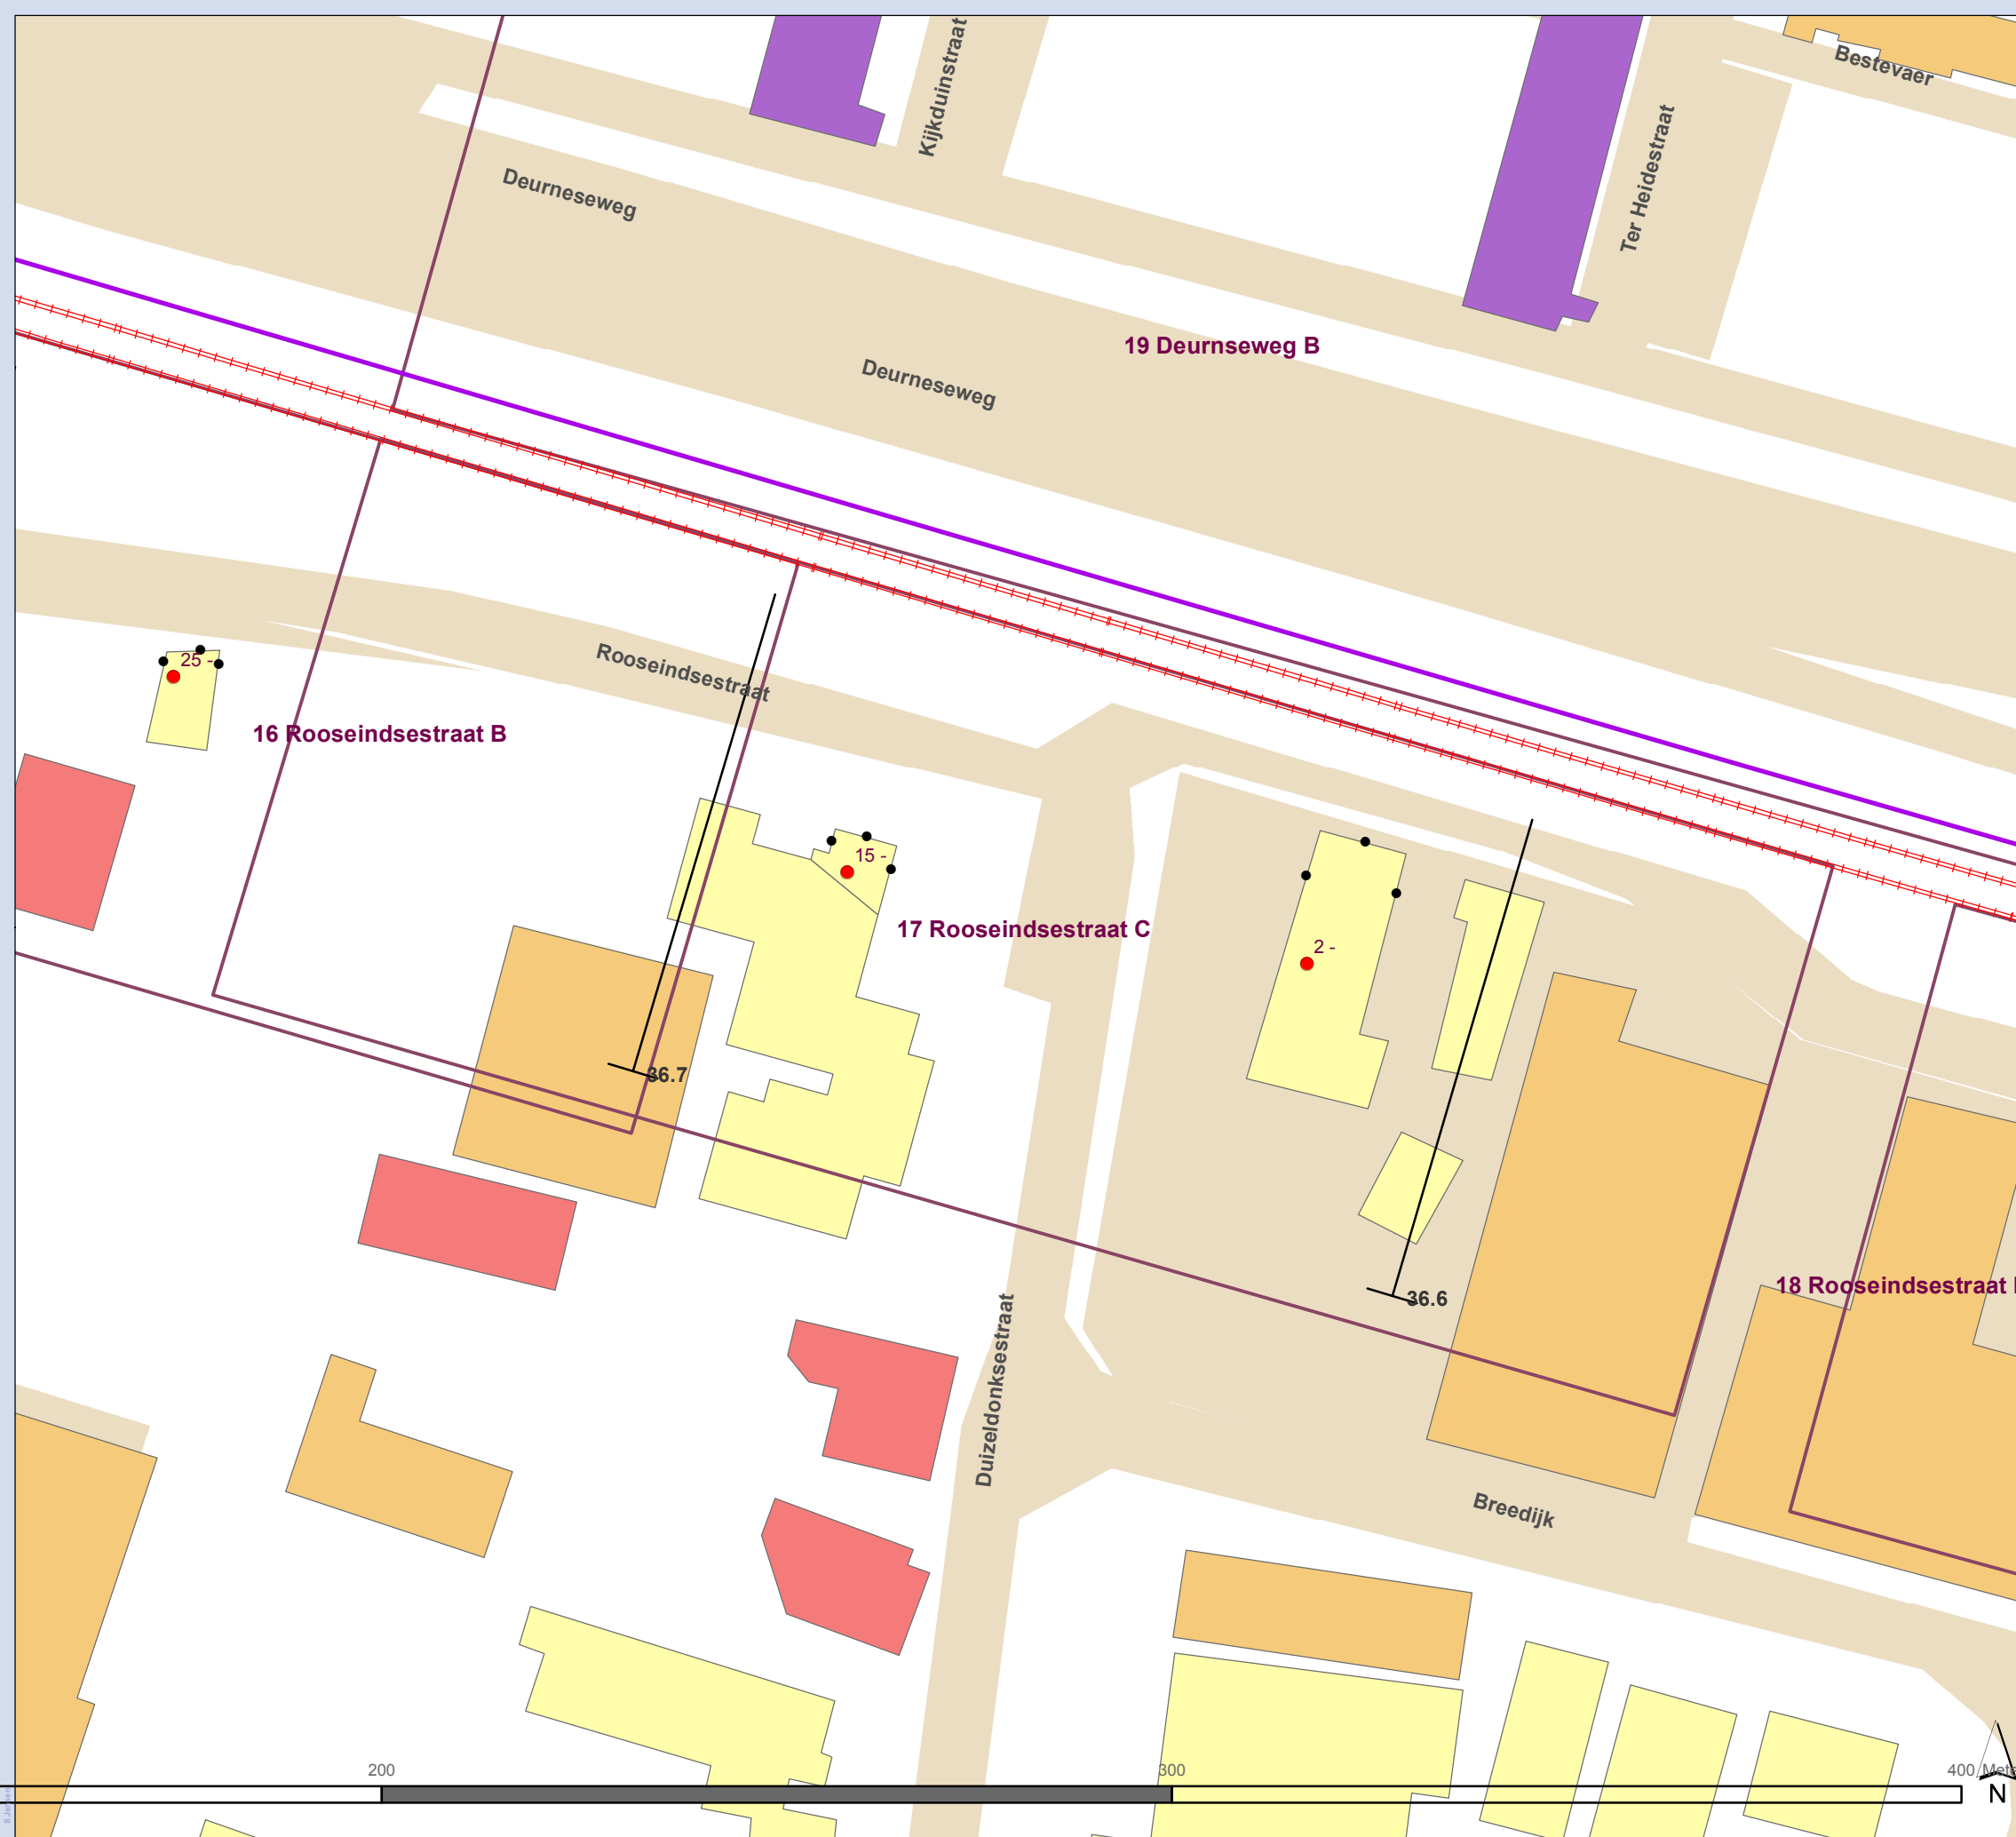 Kijkduinstraat
Bestevaer
Ter Heidestraat
Deurneseweg
19 Deurnseweg B
Deurneseweg
Rooseindsestraat
25 -
16 Rooseindsestraat B
15 -
17 Rooseindsestraat C
2 -
36.7
36.6
18 Rooseindsestraat
Duizeldonksestraat
Breedijk
200
300
400
N